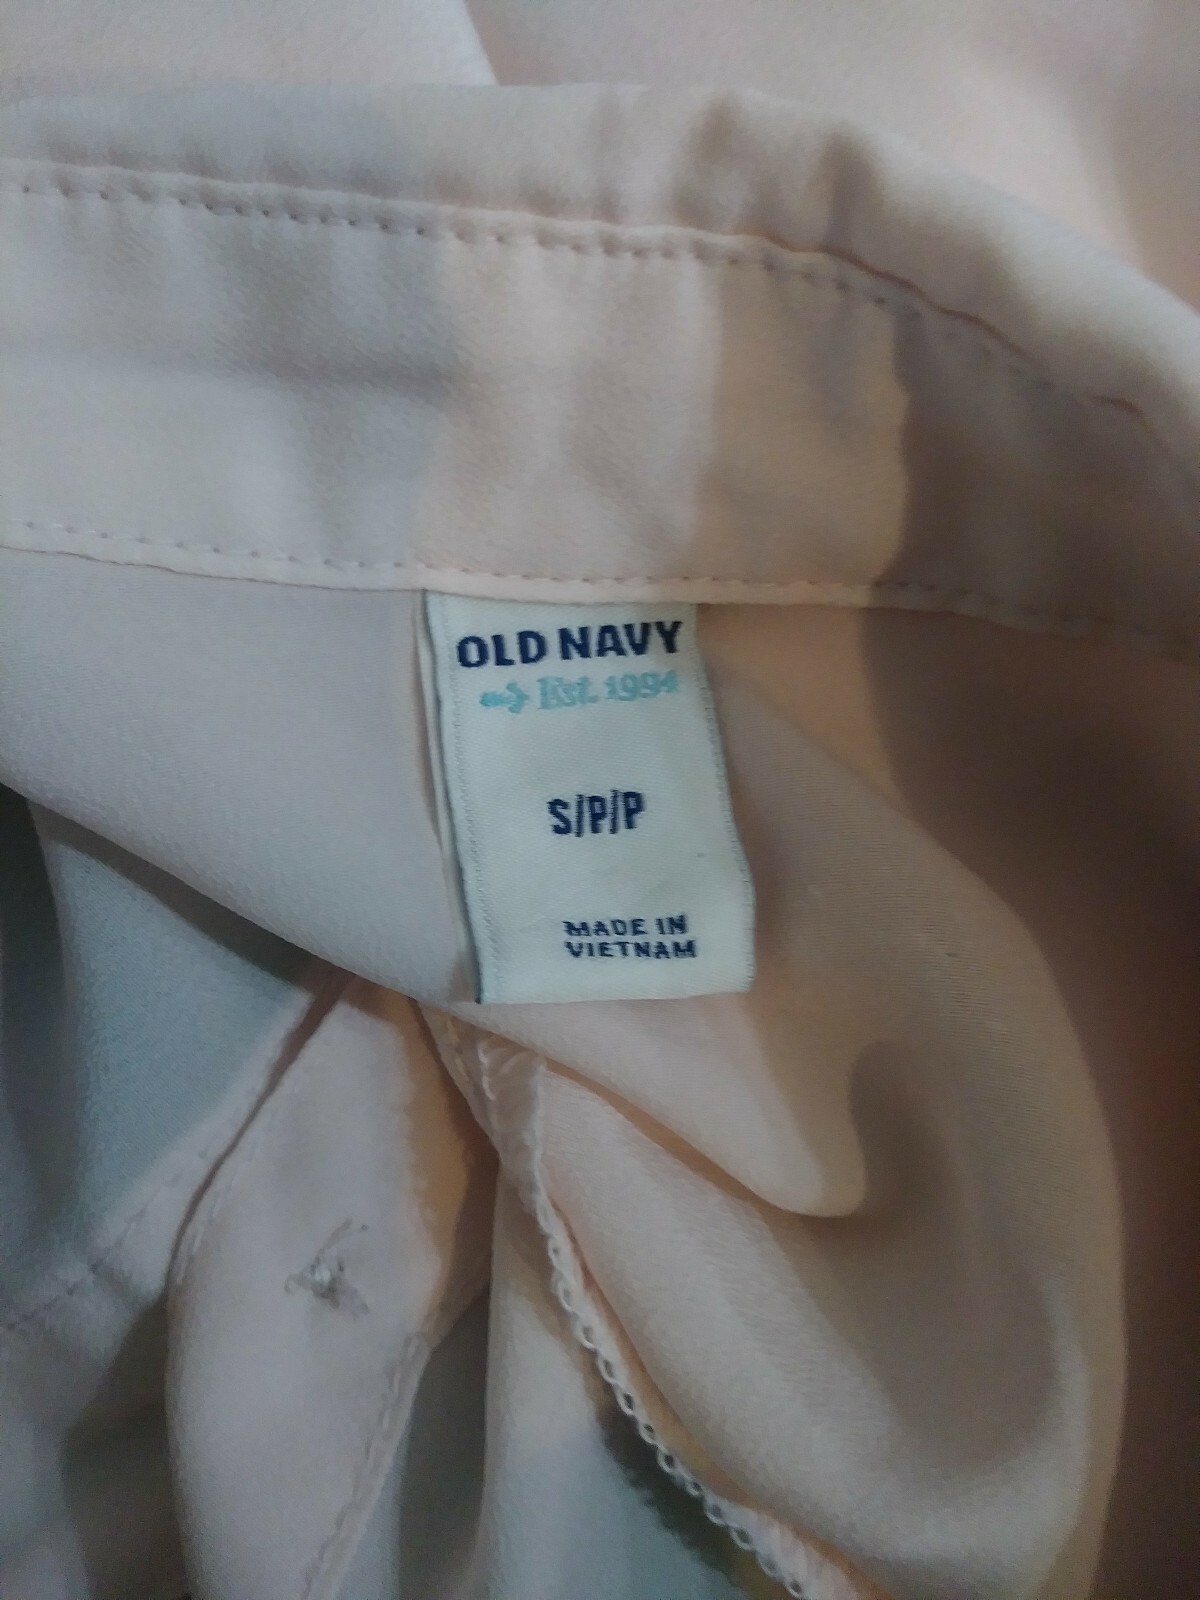 OLD NAVY
Est. 1994
S/P/P
MADE IN
VIETNAM